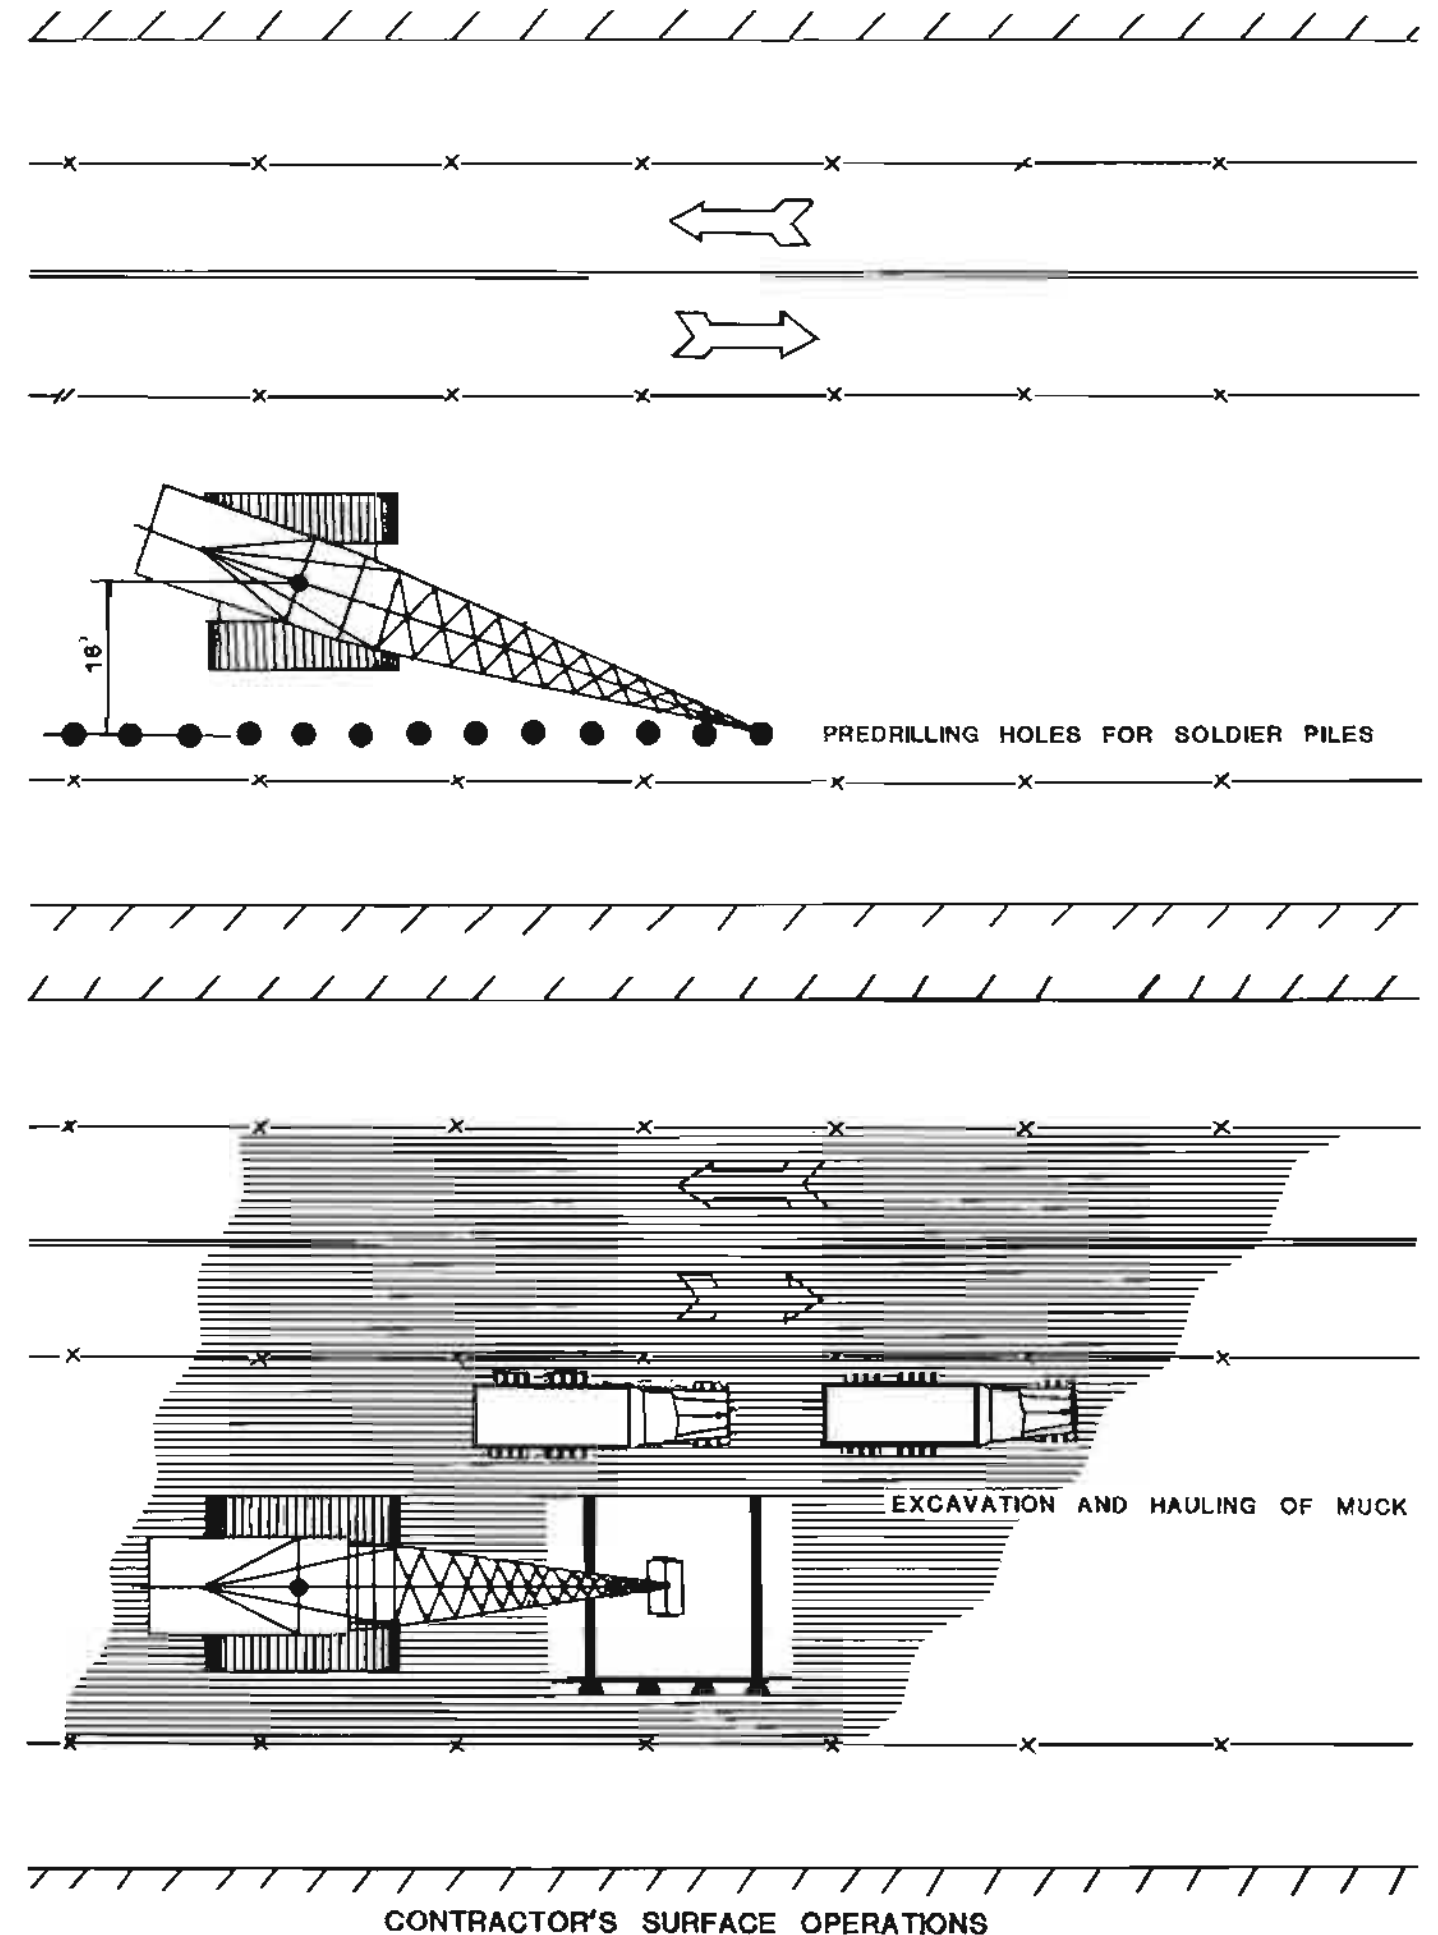 16'
PREDRILLING HOLES FOR SOLDIER PILES
EXCAVATION AND HAULING OF MUCK
CONTRACTOR'S SURFACE OPERATIONS